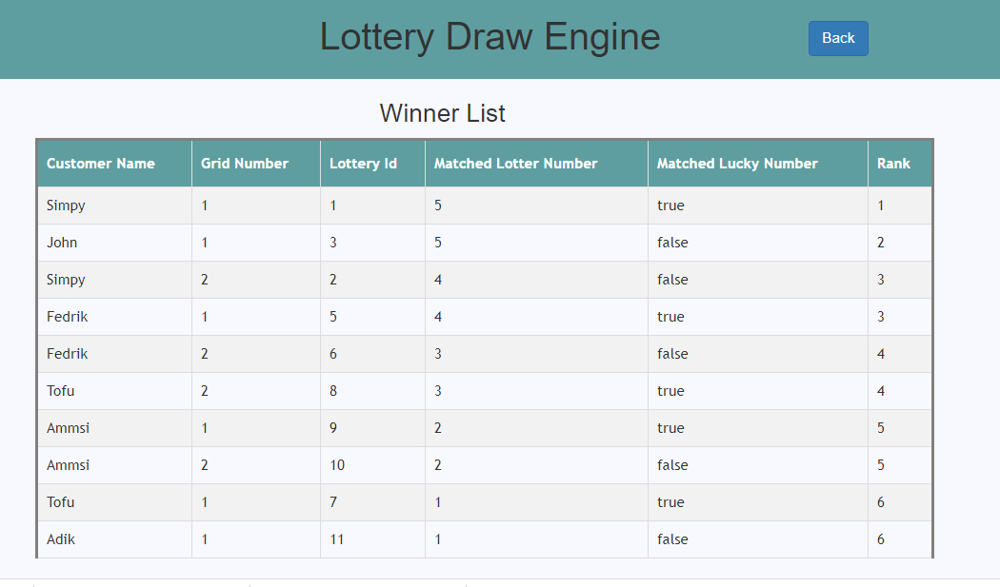 Lottery Draw Engine
Back
Winner List
Customer Name Grid Number Lottery Id Matched Lotter Number Matched Lucky Number Rank
Simpy 1 1 5 true 1
John 1 3 5 false 2
Simpy 2 2 4 false 3
Fedrik 1 5 4 true 3
Fedrik 2 6 3 false 4
Tofu 2 8 3 true 4
Ammsi 1 9 2 true 5
Ammsi 2 10 2 false 5
Tofu 1 7 1 true 6
Adik 1 11 1 false 6